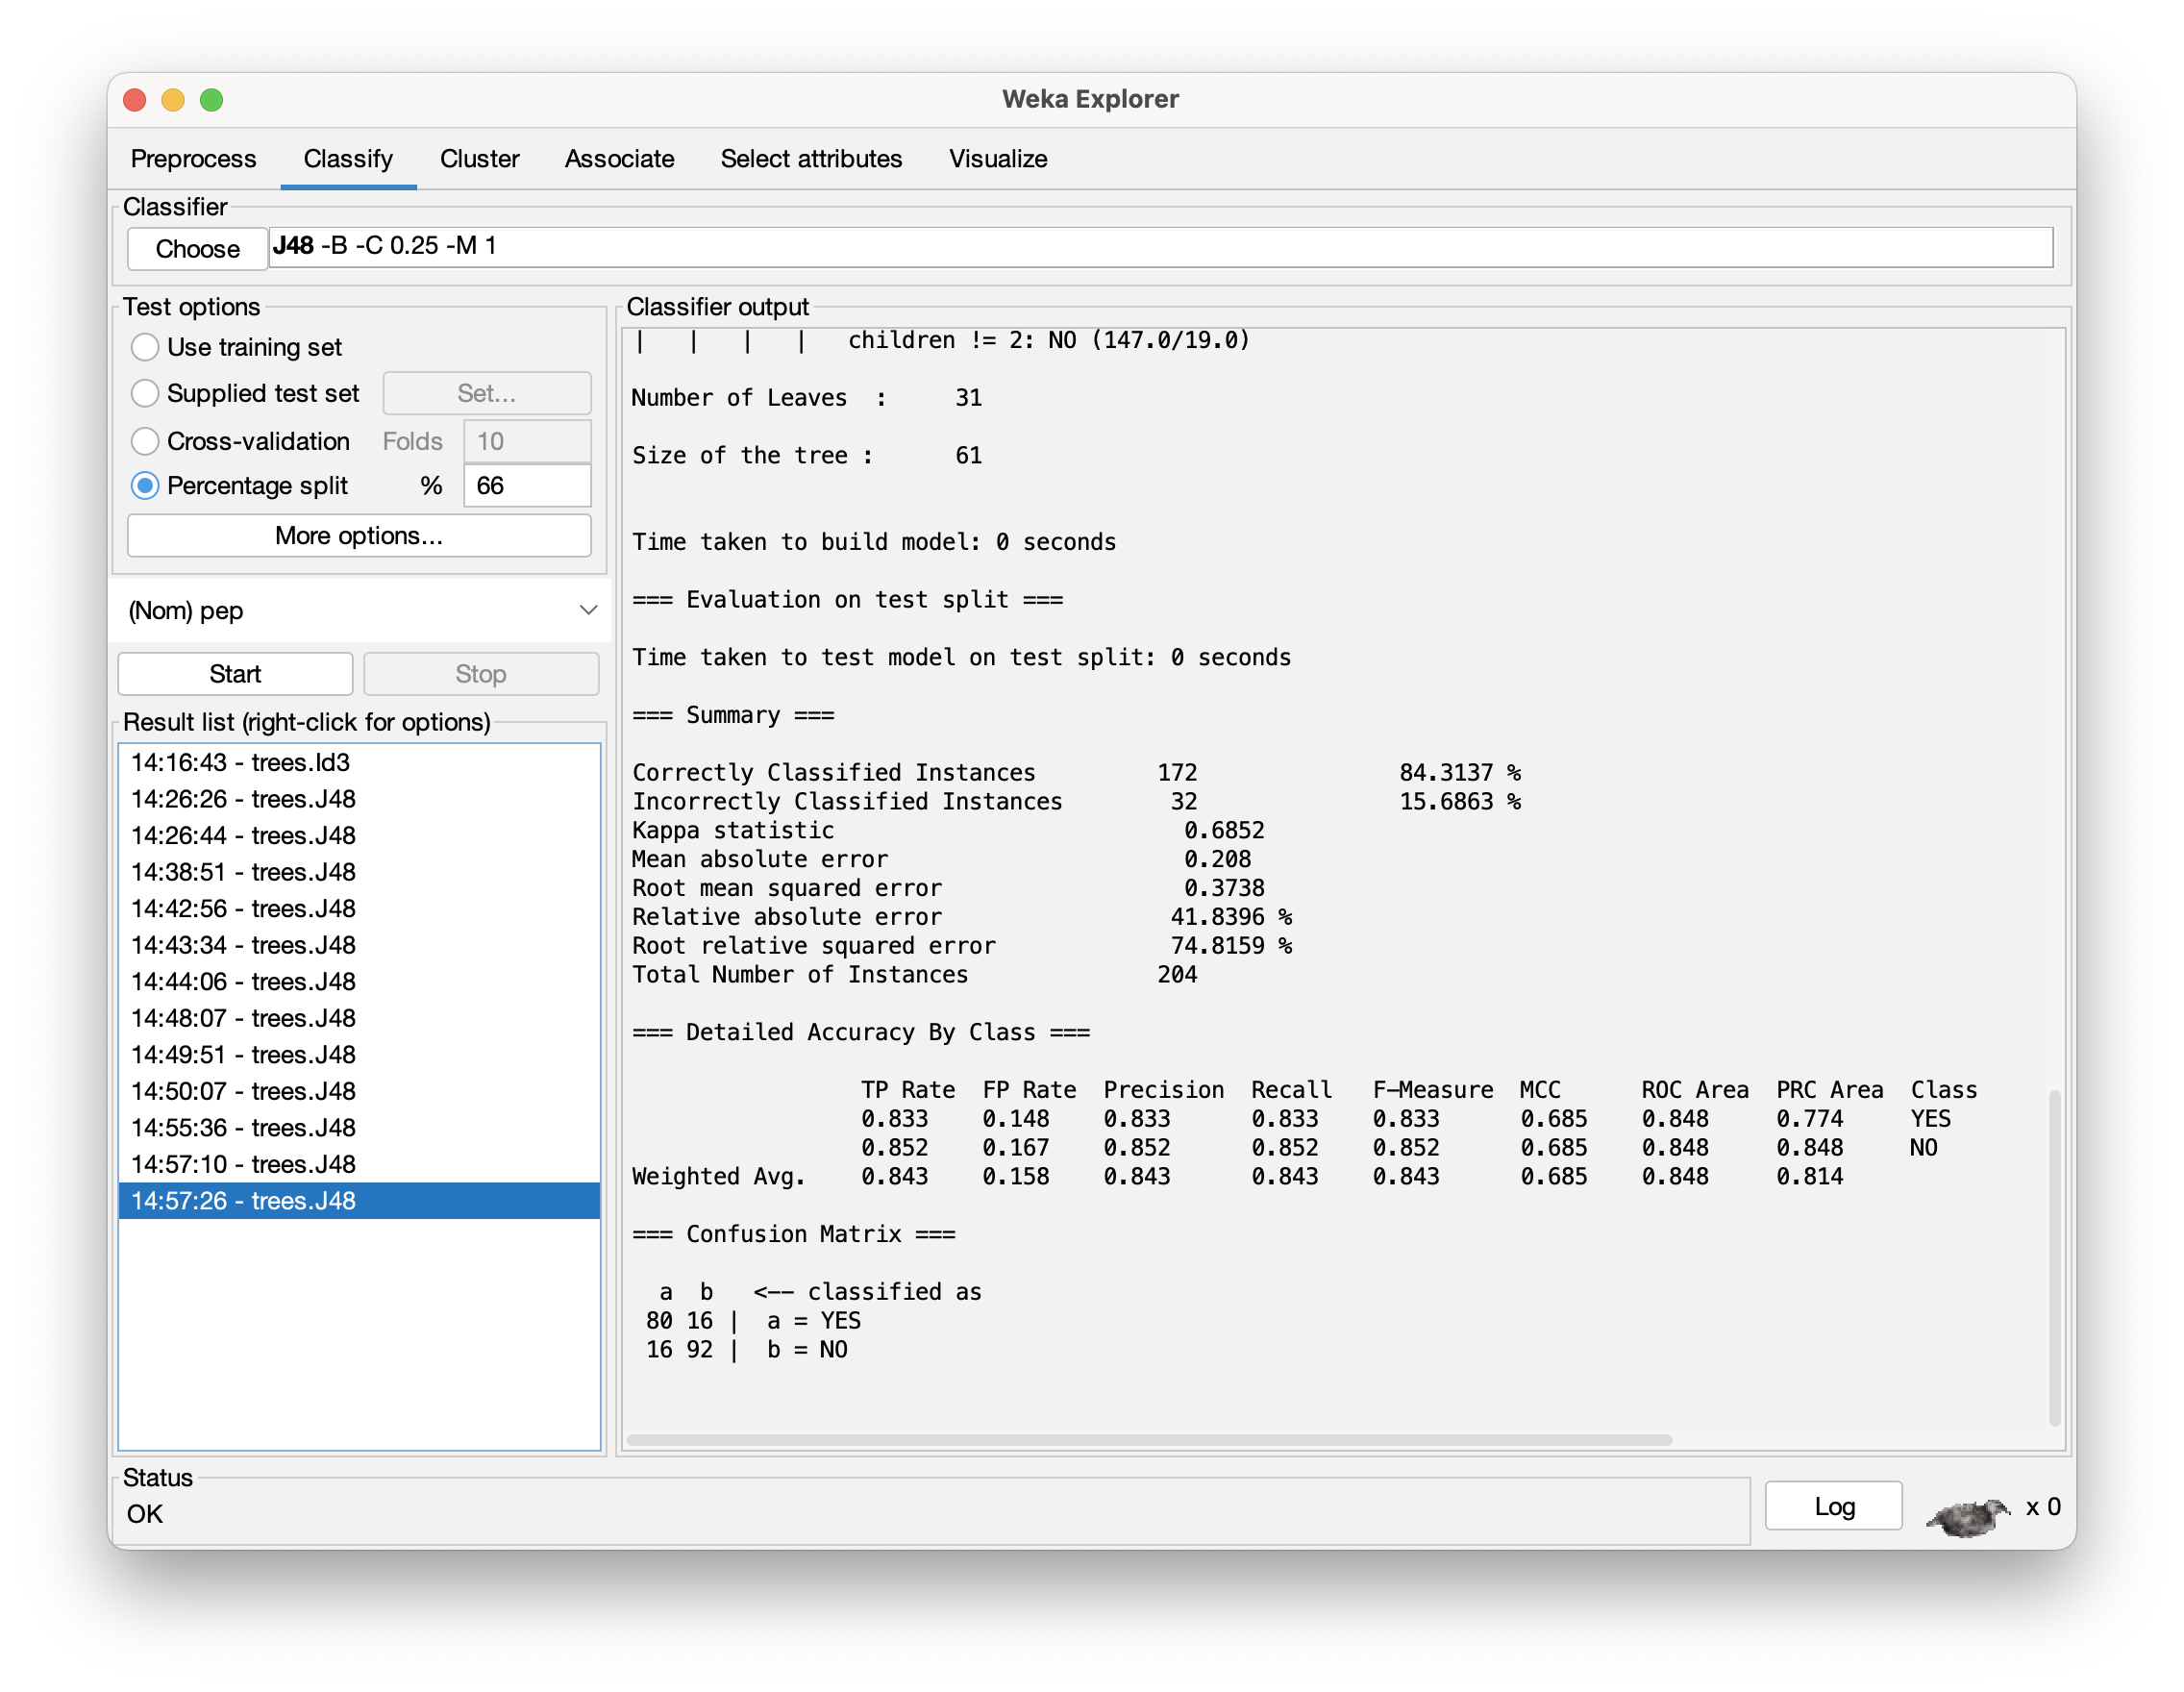 Weka Explorer
Preprocess Classify Cluster Associate Select attributes Visualize
Classifier
Choose J48 -B -C 0.25 -M 1
Test options
Use training set
Supplied test set Set...
Cross-validation Folds 10
Percentage split % 66
More options...
(Nom) pep
Start Stop
Result list (right-click for options)
14:16:43 - trees.Id3
14:26:26 - trees.J48
14:26:44 - trees.J48
14:38:51 - trees.J48
14:42:56 - trees.J48
14:43:34 - trees.J48
14:44:06 - trees.J48
14:48:07 - trees.J48
14:49:51 - trees.J48
14:50:07 - trees.J48
14:55:36 - trees.J48
14:57:10 - trees.J48
14:57:26 - trees.J48
Classifier output
|   |   |   |   children != 2: NO (147.0/19.0)
Number of Leaves  :     31
Size of the tree :      61
Time taken to build model: 0 seconds
=== Evaluation on test split ===
Time taken to test model on test split: 0 seconds
=== Summary ===
Correctly Classified Instances         172               84.3137 %
Incorrectly Classified Instances        32               15.6863 %
Kappa statistic                          0.6852
Mean absolute error                      0.208
Root mean squared error                  0.3738
Relative absolute error                 41.8396 %
Root relative squared error             74.8159 %
Total Number of Instances              204
=== Detailed Accuracy By Class ===
                 TP Rate  FP Rate  Precision  Recall   F-Measure  MCC      ROC Area  PRC Area  Class
                 0.833    0.148    0.833      0.833    0.833      0.685    0.848     0.774     YES
                 0.852    0.167    0.852      0.852    0.852      0.685    0.848     0.848     NO
Weighted Avg.    0.843    0.158    0.843      0.843    0.843      0.685    0.848     0.814
=== Confusion Matrix ===
  a  b   <-- classified as
 80 16 |  a = YES
 16 92 |  b = NO
Status
OK
Log x 0